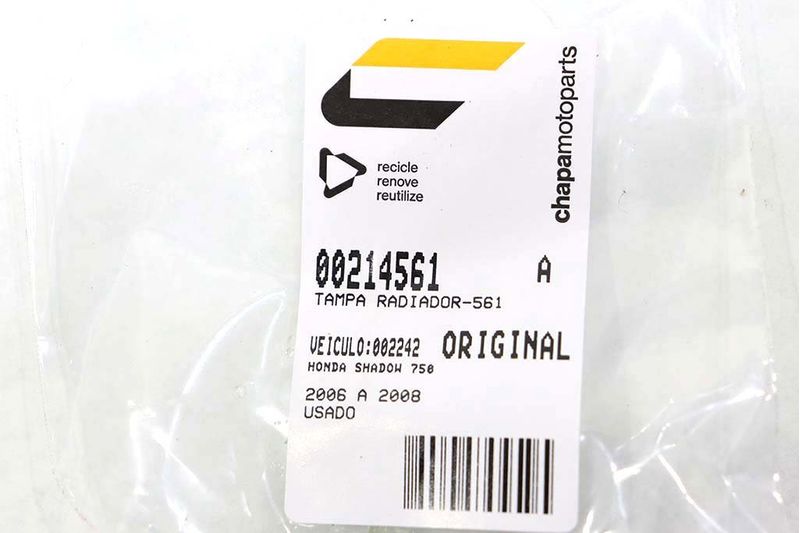 chapamotoparts
recicle
renove
reutilize
00214561 A
TAMPA RADIADOR-561
VEICULO:002242 ORIGINAL
HONDA SHADOW 750
2006 A 2008
USADO